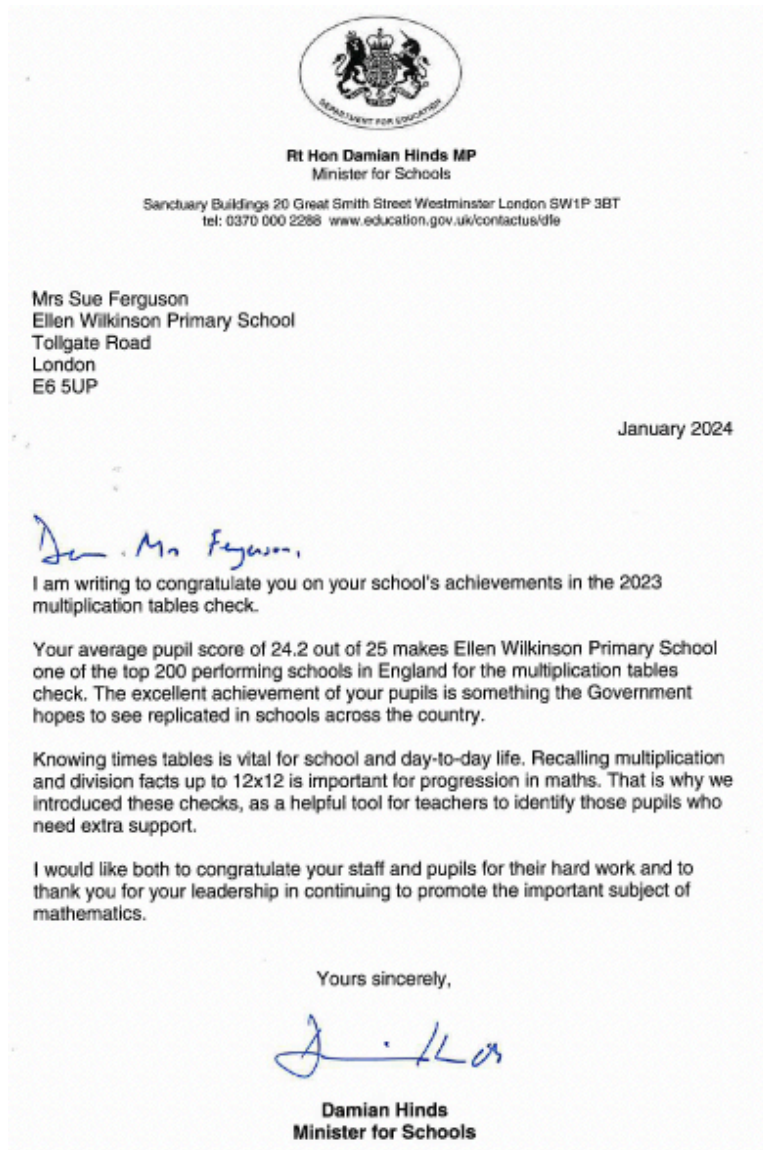 DEPARTMENT FOR EDUCATION
Rt Hon Damian Hinds MP
Minister for Schools
Sanctuary Buildings 20 Great Smith Street Westminster London SW1P 3BT
tel: 0370 000 2288 www.education.gov.uk/contactus/dfe
Mrs Sue Ferguson
Ellen Wilkinson Primary School
Tollgate Road
London
E6 5UP
January 2024
Dear Mrs Ferguson,
I am writing to congratulate you on your school's achievements in the 2023
multiplication tables check.
Your average pupil score of 24.2 out of 25 makes Ellen Wilkinson Primary School
one of the top 200 performing schools in England for the multiplication tables
check. The excellent achievement of your pupils is something the Government
hopes to see replicated in schools across the country.
Knowing times tables is vital for school and day-to-day life. Recalling multiplication
and division facts up to 12x12 is important for progression in maths. That is why we
introduced these checks, as a helpful tool for teachers to identify those pupils who
need extra support.
I would like both to congratulate your staff and pupils for their hard work and to
thank you for your leadership in continuing to promote the important subject of
mathematics.
Yours sincerely,
Damian Hinds
Minister for Schools